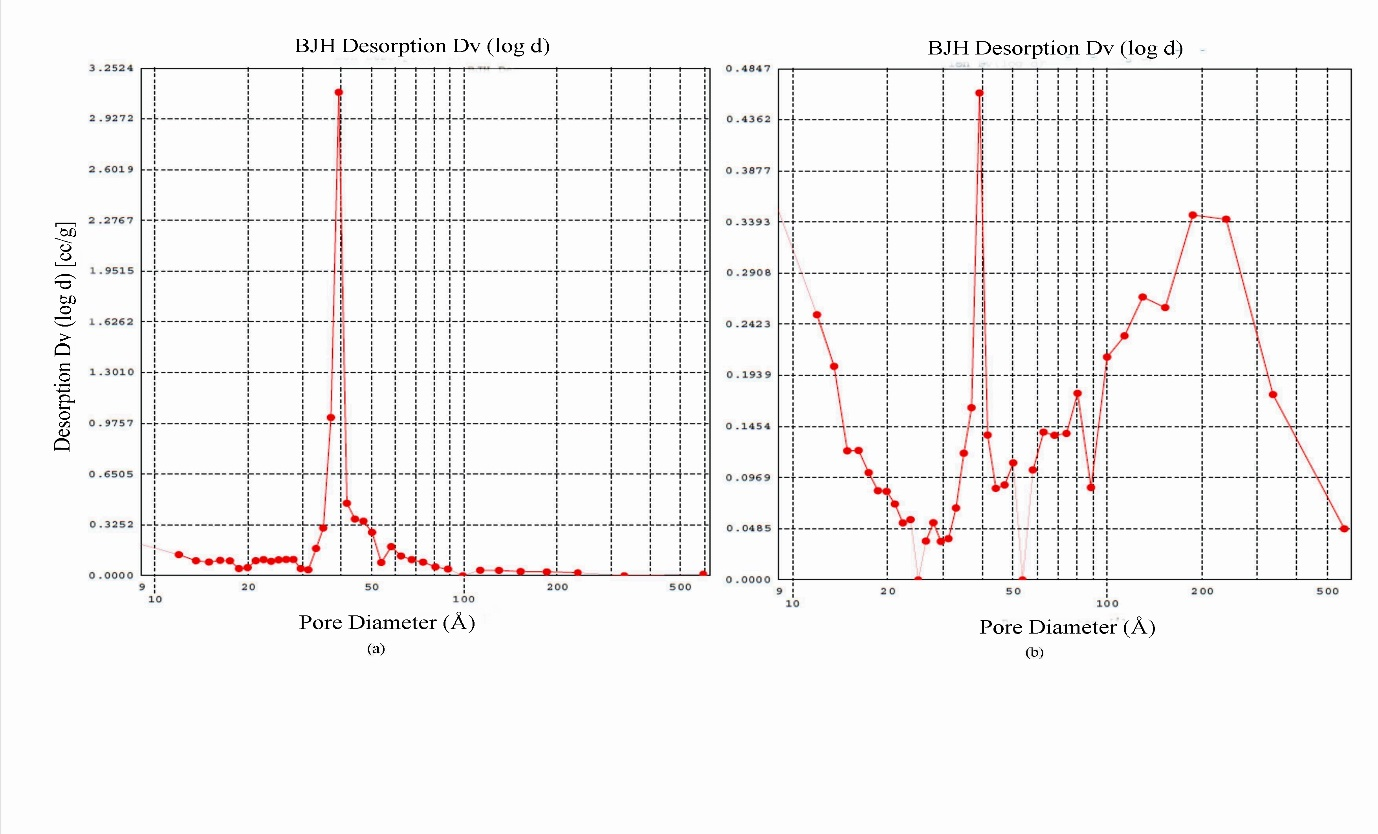 BJH Desorption Dv (log d)
3.2524
2.9272
2.6019
2.2767
1.9515
1.6262
1.3010
0.9757
0.6505
0.3252
0.0000
Desorption Dv (log d) [cc/g]
9 20 50 200 500
10 100
Pore Diameter (Å)
(a)
BJH Desorption Dv (log d)
0.4847
0.4362
0.3877
0.3393
0.2908
0.2423
0.1939
0.1454
0.0969
0.0485
0.0000
9 20 50 200 500
10 100
Pore Diameter (Å)
(b)